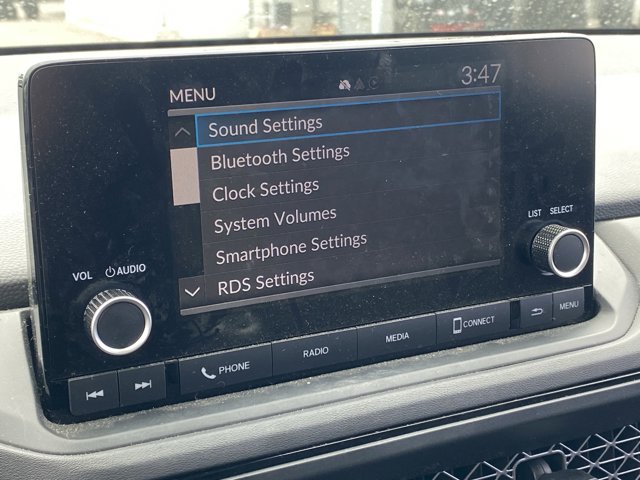 MENU
3:47
Sound Settings
Bluetooth Settings
Clock Settings
System Volumes
Smartphone Settings
RDS Settings
VOL AUDIO
LIST SELECT
PHONE
RADIO
MEDIA
CONNECT
MENU